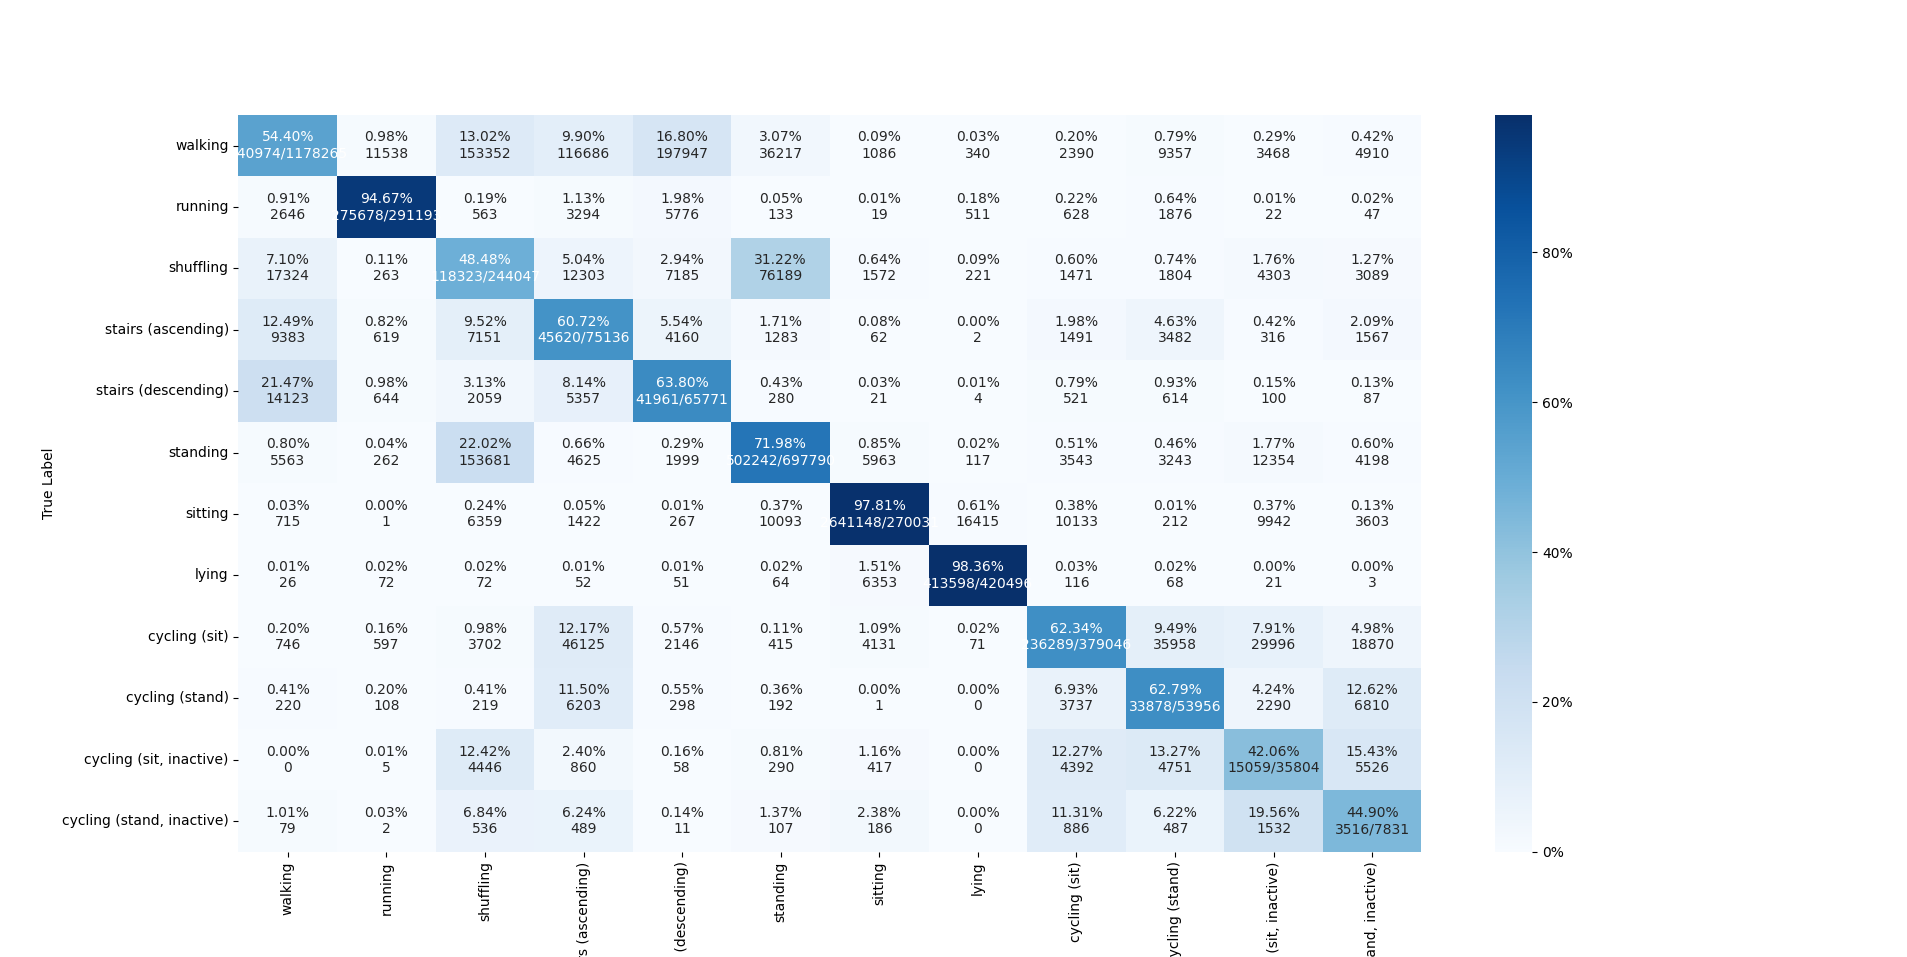 walking 54.40% 0.98% 13.02% 9.90% 16.80% 3.07% 0.09% 0.03% 0.20% 0.79% 0.29% 0.42%
40974/117826 11538 153352 116686 197947 36217 1086 340 2390 9357 3468 4910
running 0.91% 94.67% 0.19% 1.13% 1.98% 0.05% 0.01% 0.18% 0.22% 0.64% 0.01% 0.02%
2646 275678/291193 563 3294 5776 133 19 511 628 1876 22 47
shuffling 7.10% 0.11% 48.48% 5.04% 2.94% 31.22% 0.64% 0.09% 0.60% 0.74% 1.76% 1.27%
17324 263 118323/244047 12303 7185 76189 1572 221 1471 1804 4303 3089
stairs (ascending) 12.49% 0.82% 9.52% 60.72% 5.54% 1.71% 0.08% 0.00% 1.98% 4.63% 0.42% 2.09%
9383 619 7151 45620/75136 4160 1283 62 2 1491 3482 316 1567
stairs (descending) 21.47% 0.98% 3.13% 8.14% 63.80% 0.43% 0.03% 0.01% 0.79% 0.93% 0.15% 0.13%
14123 644 2059 5357 41961/65771 280 21 4 521 614 100 87
standing 0.80% 0.04% 22.02% 0.66% 0.29% 71.98% 0.85% 0.02% 0.51% 0.46% 1.77% 0.60%
5563 262 153681 4625 1999 502242/697790 5963 117 3543 3243 12354 4198
sitting 0.03% 0.00% 0.24% 0.05% 0.01% 0.37% 97.81% 0.61% 0.38% 0.01% 0.37% 0.13%
715 1 6359 1422 267 10093 641148/27003 16415 10133 212 9942 3603
lying 0.01% 0.02% 0.02% 0.01% 0.01% 0.02% 1.51% 98.36% 0.03% 0.02% 0.00% 0.00%
26 72 72 52 51 64 6353 413598/420496 116 68 21 3
cycling (sit) 0.20% 0.16% 0.98% 12.17% 0.57% 0.11% 1.09% 0.02% 62.34% 9.49% 7.91% 4.98%
746 597 3702 46125 2146 415 4131 71 236289/379046 35958 29996 18870
cycling (stand) 0.41% 0.20% 0.41% 11.50% 0.55% 0.36% 0.00% 0.00% 6.93% 62.79% 4.24% 12.62%
220 108 219 6203 298 192 1 0 3737 33878/53956 2290 6810
cycling (sit, inactive) 0.00% 0.01% 12.42% 2.40% 0.16% 0.81% 1.16% 0.00% 12.27% 13.27% 42.06% 15.43%
0 5 4446 860 58 290 417 0 4392 4751 15059/35804 5526
cycling (stand, inactive) 1.01% 0.03% 6.84% 6.24% 0.14% 1.37% 2.38% 0.00% 11.31% 6.22% 19.56% 44.90%
79 2 536 489 11 107 186 0 886 487 1532 3516/7831
True Label
walking
running
shuffling
s (ascending)
(descending)
standing
sitting
lying
cycling (sit)
ycling (stand)
(sit, inactive)
and, inactive)
80%
60%
40%
20%
0%